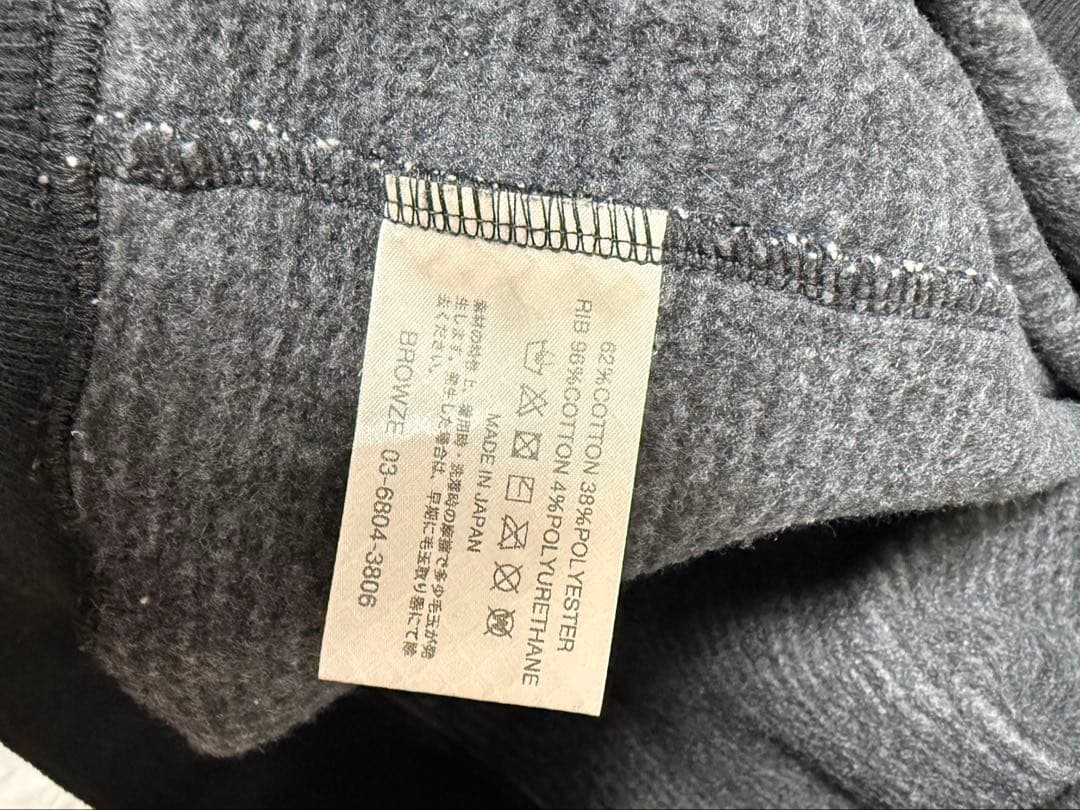 62%COTTON 38%POLYESTER
RIB 96%COTTON 4%POLYURETHANE
MADE IN JAPAN
素材の特性上、着用時・洗濯時の摩擦で多少毛玉が発
生します。発生した場合は、早期に毛玉取り器にて除
去ください。
BROWZE 03-6804-3806